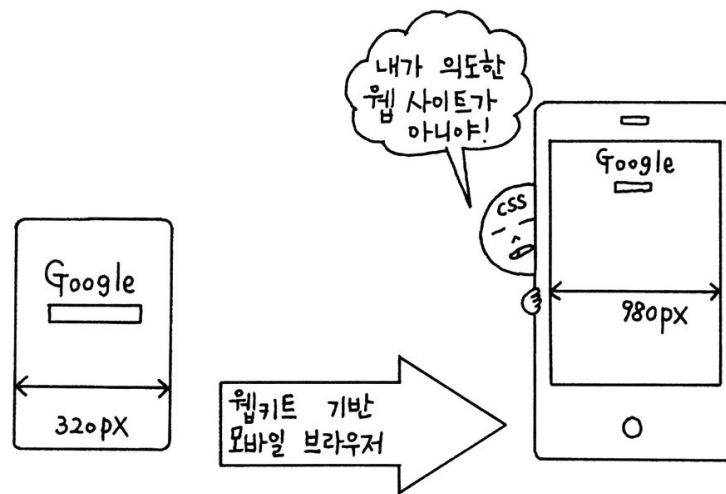 내가 의도한
웹 사이트가
아니야!
Google
CSS
980px
Google
320px
웹키트 기반
모바일 브라우저